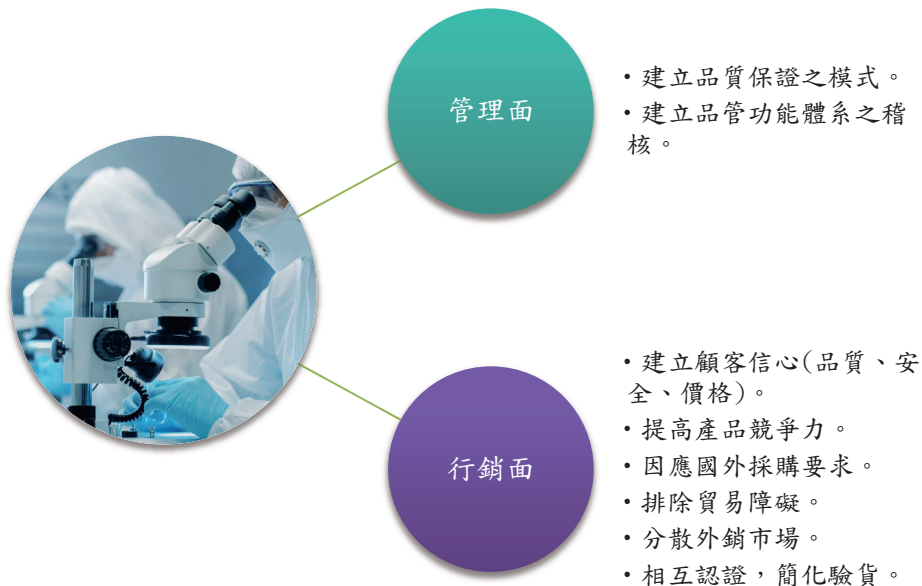 管理面
・建立品質保證之模式。
・建立品管功能體系之稽
核。
行銷面
・建立顧客信心(品質、安
全、價格)。
・提高產品競爭力。
・因應國外採購要求。
・排除貿易障礙。
・分散外銷市場。
・相互認證，簡化驗貨。